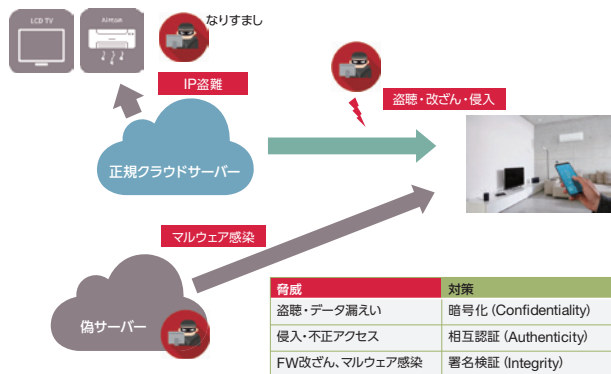 LCD TV
Aircon
なりすまし
IP盗難
盗聴・改ざん・侵入
正規クラウドサーバー
マルウェア感染
偽サーバー
脅威 対策
盗聴・データ漏えい 暗号化（Confidentiality）
侵入・不正アクセス 相互認証（Authenticity）
FW改ざん、マルウェア感染 署名検証（Integrity）